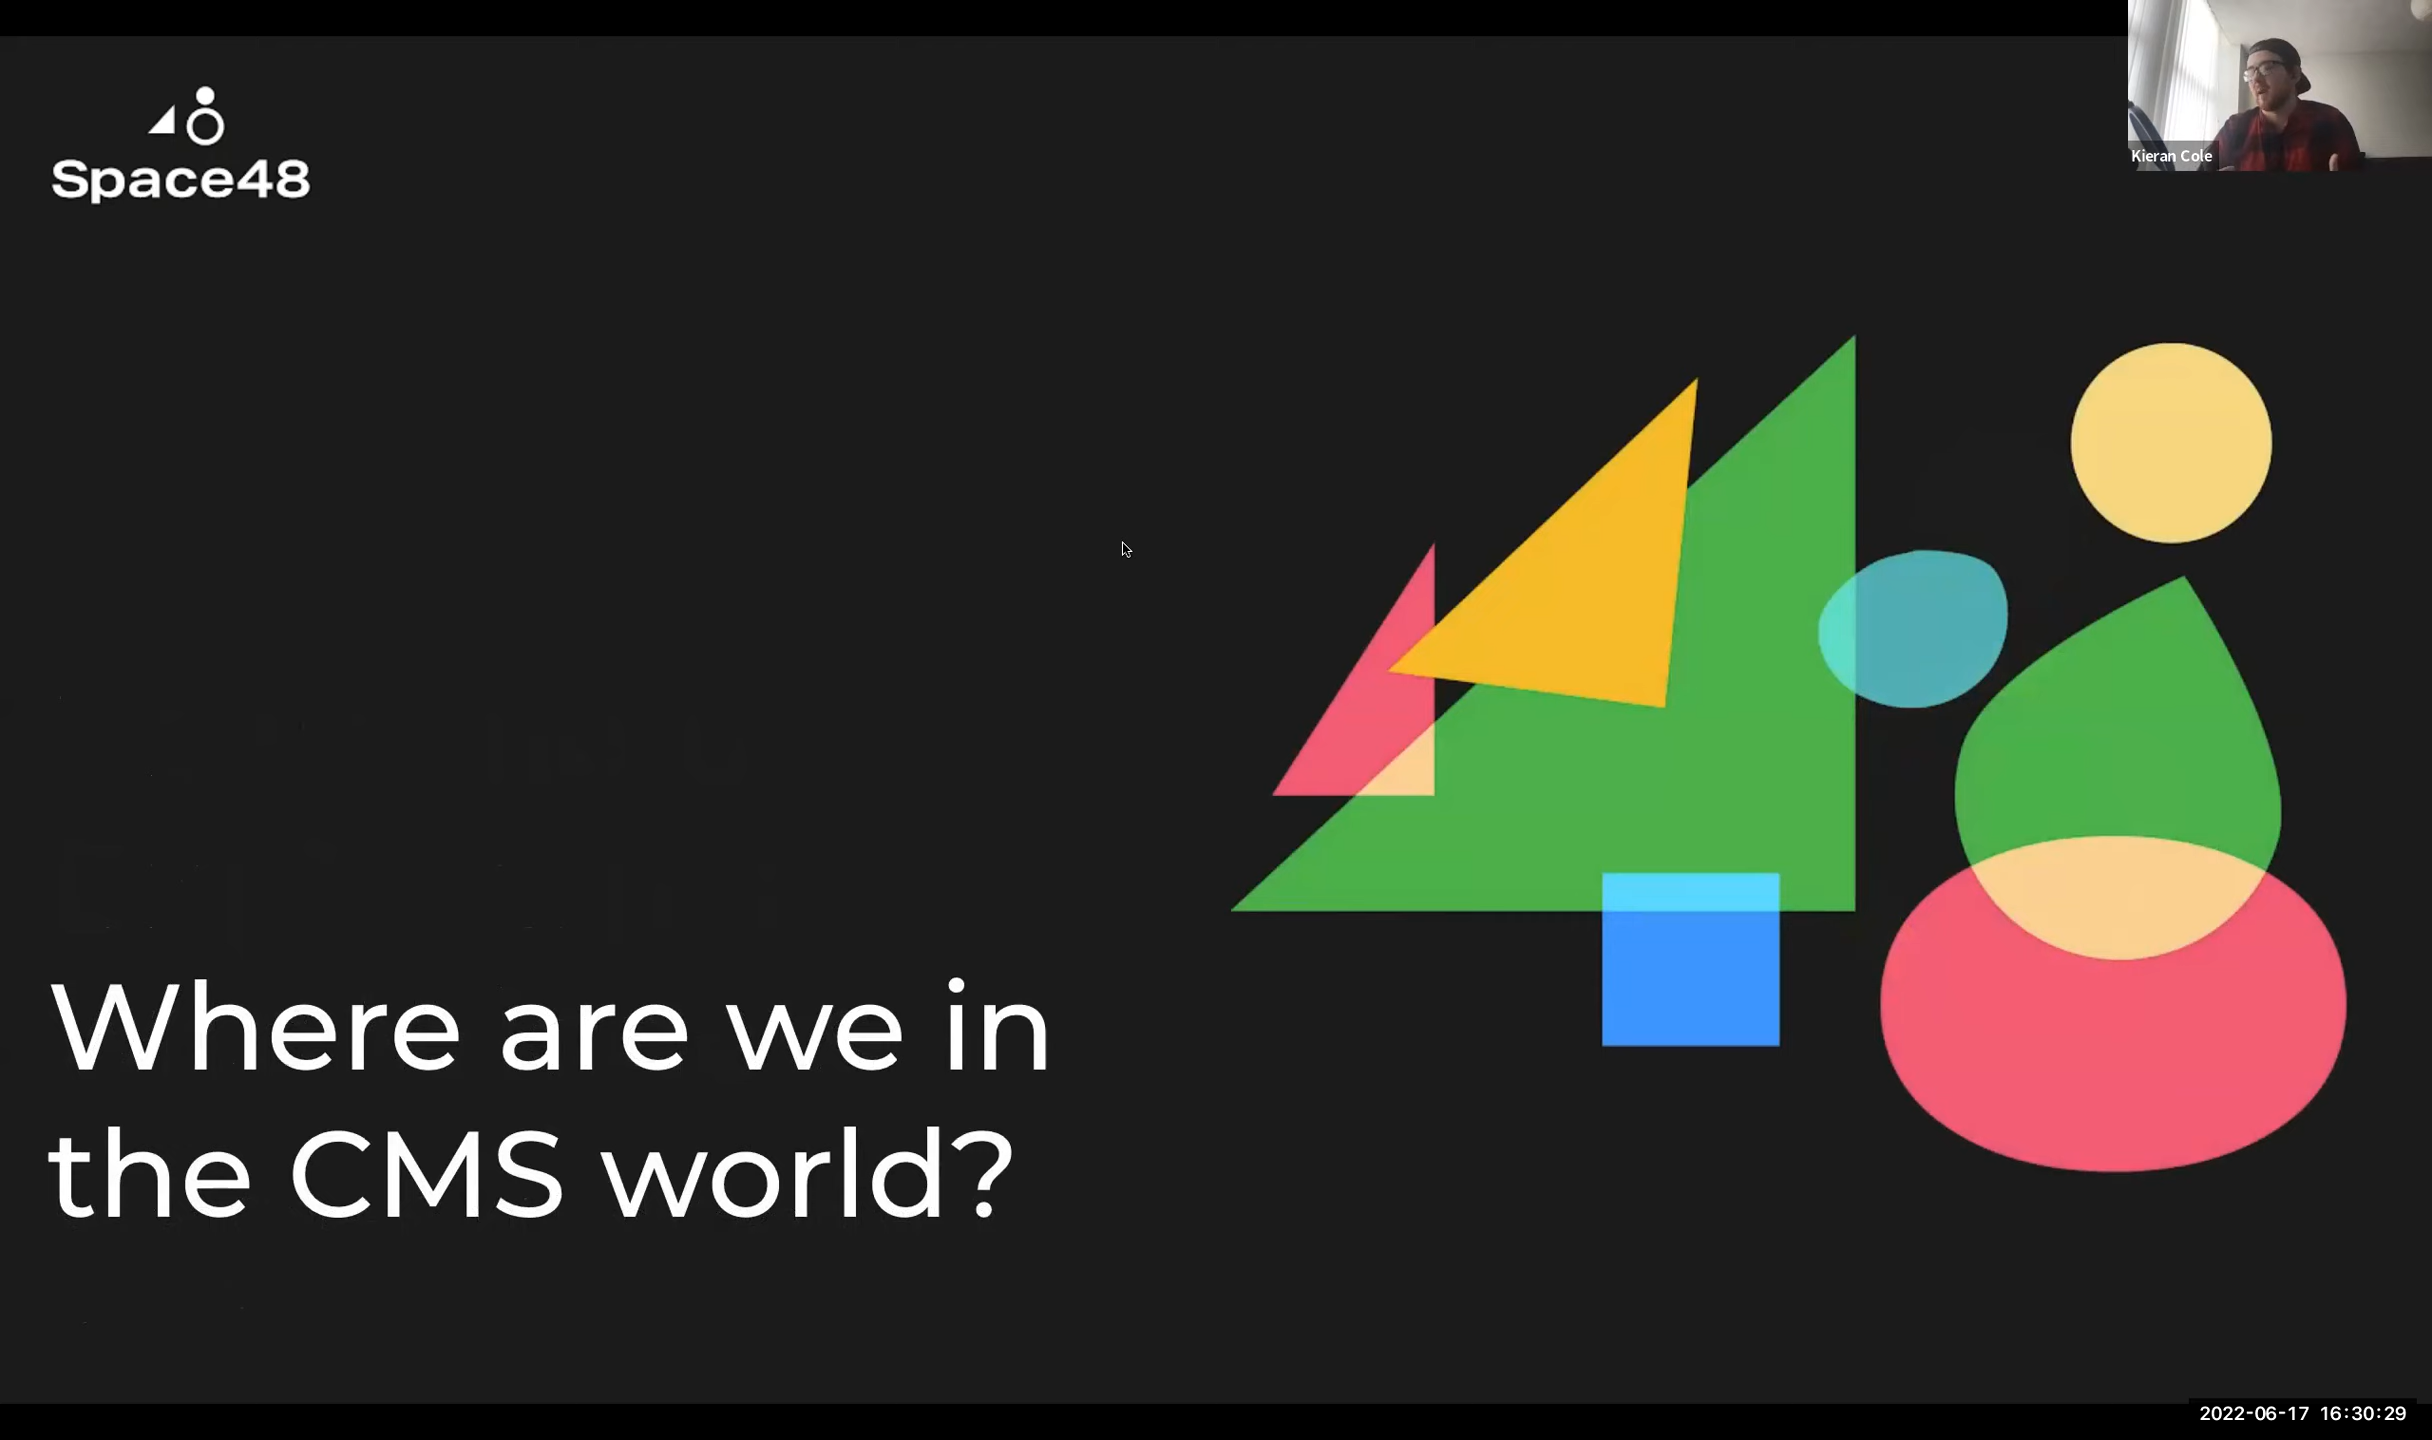 Space48
Kieran Cole
Where are we in
the CMS world?
2022-06-17 16:30:29